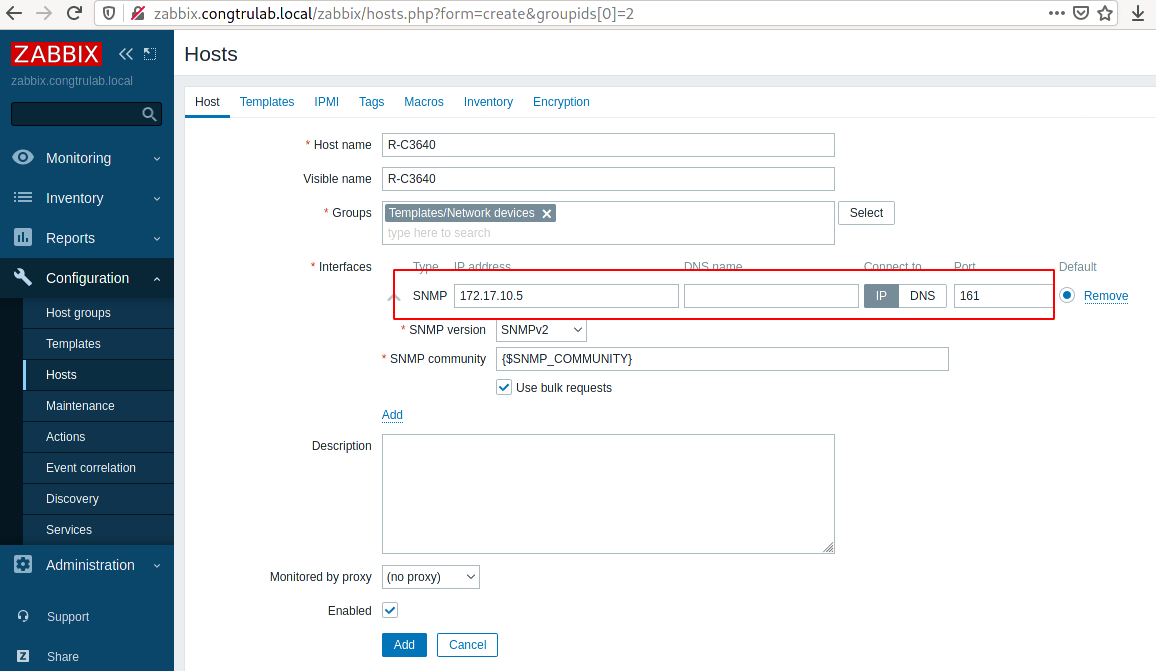 zabbix.congtrulab.local/zabbix/hosts.php?form=create&groupids[0]=2
ZABBIX
zabbix.congtrulab.local
Monitoring
Inventory
Reports
Configuration
Host groups
Templates
Hosts
Maintenance
Actions
Event correlation
Discovery
Services
Administration
Support
Z Share
Hosts
Host Templates IPMI Tags Macros Inventory Encryption
* Host name R-C3640
Visible name R-C3640
* Groups Templates/Network devices Select
type here to search
* Interfaces Type IP address DNS name Connect to Port Default
SNMP 172.17.10.5 IP DNS 161 Remove
* SNMP version SNMPv2
* SNMP community {$SNMP_COMMUNITY}
Use bulk requests
Add
Description
Monitored by proxy (no proxy)
Enabled
Add Cancel